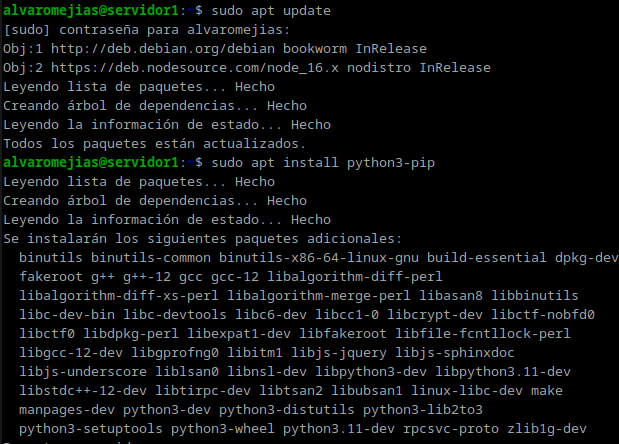 alvaromejias@servidor1:~$ sudo apt update
[sudo] contraseña para alvaromejias:
Obj:1 http://deb.debian.org/debian bookworm InRelease
Obj:2 https://deb.nodesource.com/node_16.x nodistro InRelease
Leyendo lista de paquetes... Hecho
Creando árbol de dependencias... Hecho
Leyendo la información de estado... Hecho
Todos los paquetes están actualizados.
alvaromejias@servidor1:~$ sudo apt install python3-pip
Leyendo lista de paquetes... Hecho
Creando árbol de dependencias... Hecho
Leyendo la información de estado... Hecho
Se instalarán los siguientes paquetes adicionales:
binutils binutils-common binutils-x86-64-linux-gnu build-essential dpkg-dev
fakeroot g++ g++-12 gcc gcc-12 libalgorithm-diff-perl
libalgorithm-diff-xs-perl libalgorithm-merge-perl libasan8 libbinutils
libc-dev-bin libc-devtools libc6-dev libcc1-0 libcrypt-dev libctf-nobfd0
libctf0 libdpkg-perl libexpat1-dev libfakeroot libfile-fcntllock-perl
libgcc-12-dev libgprofng0 libitm1 libjs-jquery libjs-sphinxdoc
libjs-underscore liblsan0 libnsl-dev libpython3-dev libpython3.11-dev
libstdc++-12-dev libtirpc-dev libtsan2 libubsan1 linux-libc-dev make
manpages-dev python3-dev python3-distutils python3-lib2to3
python3-setuptools python3-wheel python3.11-dev rpcsvc-proto zlib1g-dev